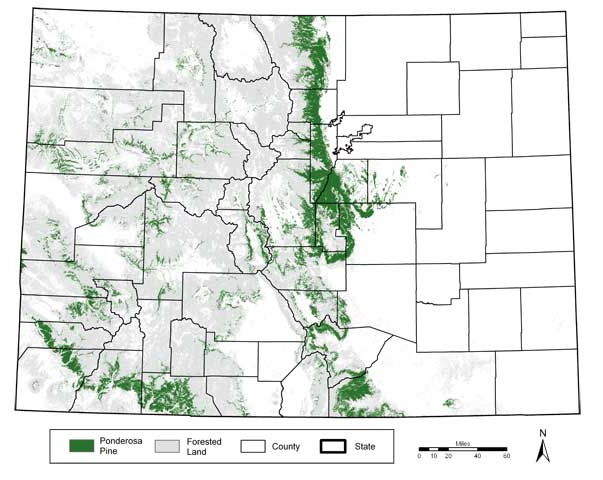 Ponderosa
Pine
Forested
Land
County
State
Miles
0 10 20 40 60
N